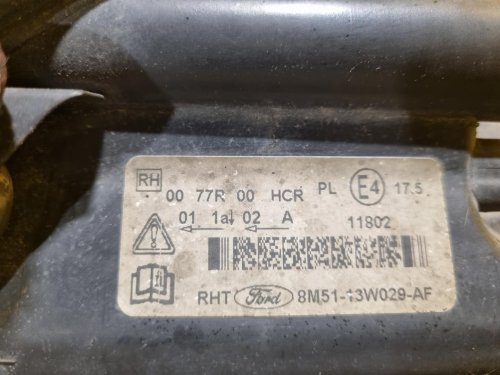 RH
00 77R 00 HCR PL E4 17.5
01 1a 02 A
11802
RHT Ford 8M51-13W029-AF